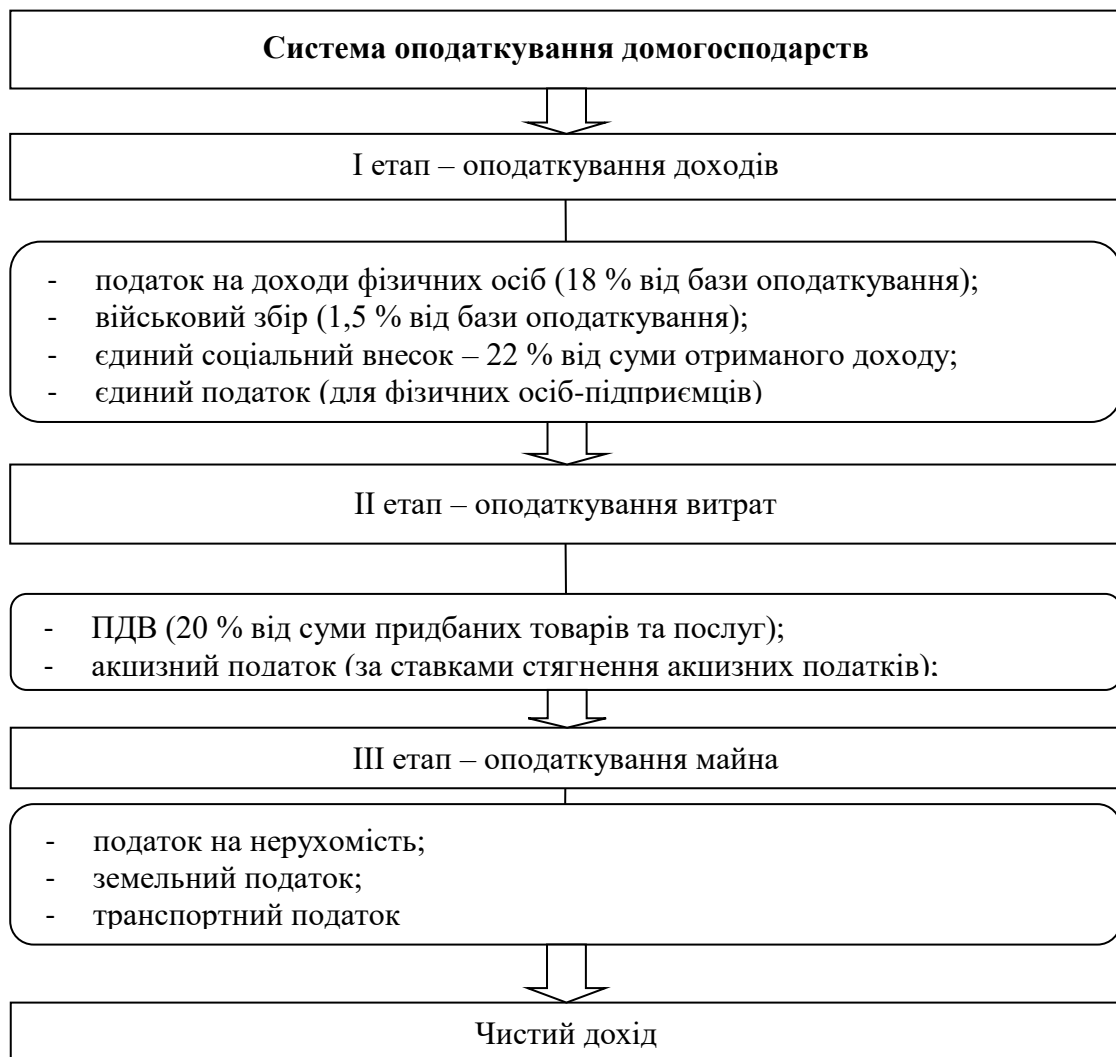 Система оподаткування домогосподарств
І етап – оподаткування доходів
- податок на доходи фізичних осіб (18 % від бази оподаткування);
- військовий збір (1,5 % від бази оподаткування);
- єдиний соціальний внесок – 22 % від суми отриманого доходу;
- єдиний податок (для фізичних осіб-підприємців)
ІІ етап – оподаткування витрат
- ПДВ (20 % від суми придбаних товарів та послуг);
- акцизний податок (за ставками стягнення акцизних податків);
ІІІ етап – оподаткування майна
- податок на нерухомість;
- земельний податок;
- транспортний податок
Чистий дохід